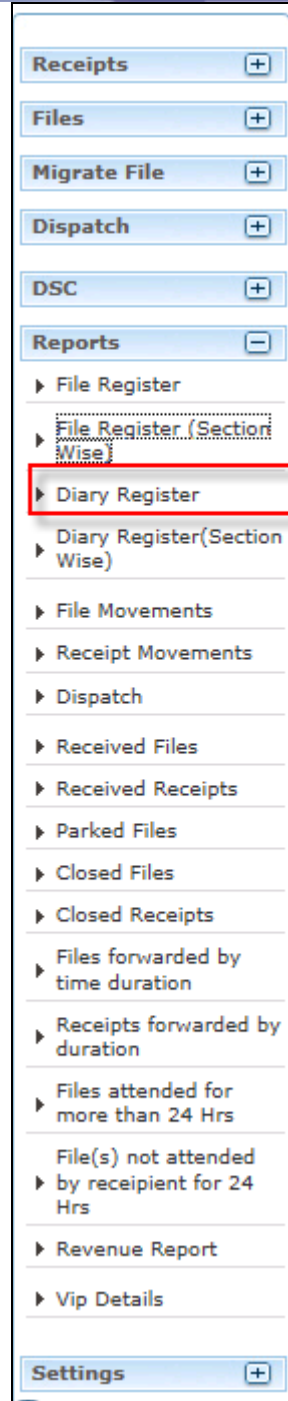 Receipts
Files
Migrate File
Dispatch
DSC
Reports
File Register
File Register (Section
Wise)
Diary Register
Diary Register(Section
Wise)
File Movements
Receipt Movements
Dispatch
Received Files
Received Receipts
Parked Files
Closed Files
Closed Receipts
Files forwarded by
time duration
Receipts forwarded by
duration
Files attended for
more than 24 Hrs
File(s) not attended
by receipient for 24
Hrs
Revenue Report
Vip Details
Settings